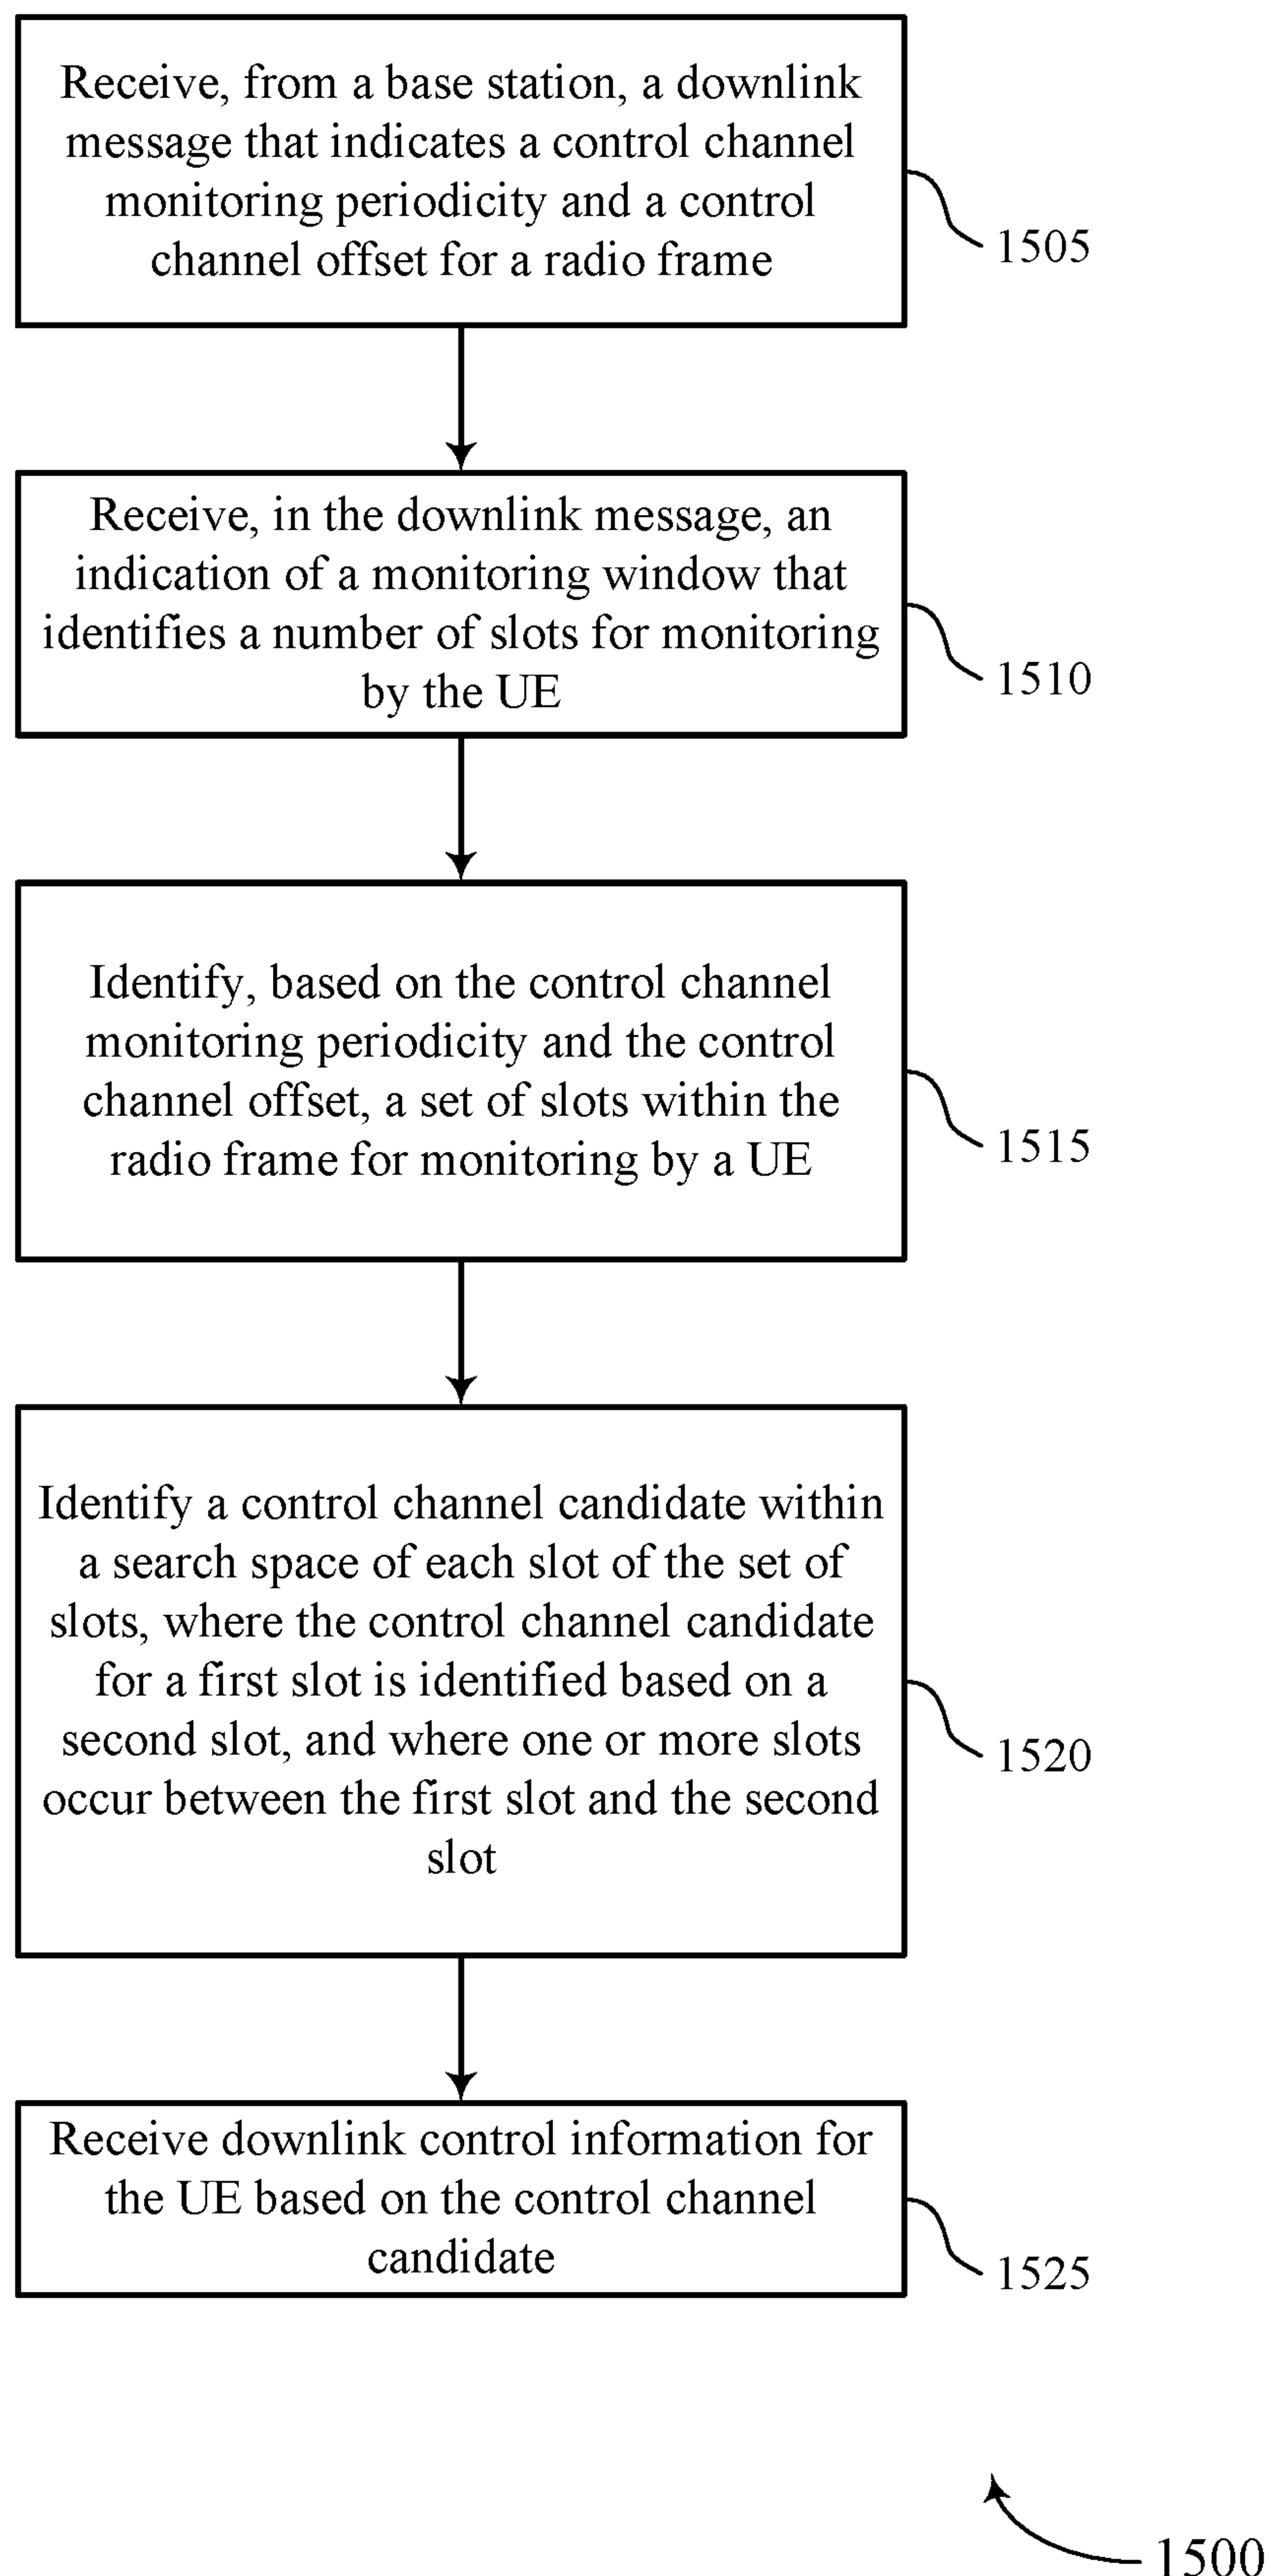 Receive, from a base station, a downlink
message that indicates a control channel
monitoring periodicity and a control
channel offset for a radio frame
1505
Receive, in the downlink message, an
indication of a monitoring window that
identifies a number of slots for monitoring
by the UE
1510
Identify, based on the control channel
monitoring periodicity and the control
channel offset, a set of slots within the
radio frame for monitoring by a UE
1515
Identify a control channel candidate within
a search space of each slot of the set of
slots, where the control channel candidate
for a first slot is identified based on a
second slot, and where one or more slots
occur between the first slot and the second
slot
1520
Receive downlink control information for
the UE based on the control channel
candidate
1525
1500